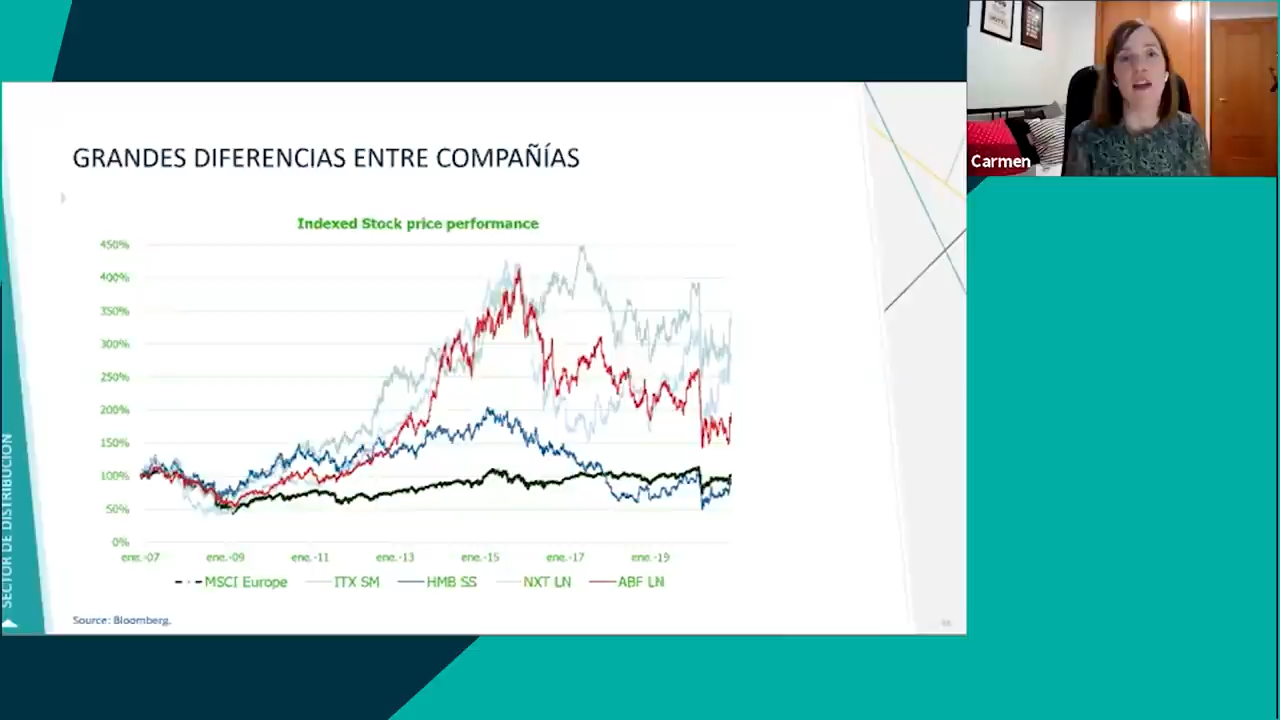 GRANDES DIFERENCIAS ENTRE COMPAÑÍAS
Indexed Stock price performance
450%
400%
350%
300%
250%
200%
150%
100%
50%
0%
ene.-07 ene.-09 ene.-11 ene.-13 ene.-15 ene.-17 ene.-19
MSCI Europe ITX SM HMB SS NXT LN ABF LN
Source: Bloomberg.
SECTOR DE DISTRIBUCIÓN
Carmen